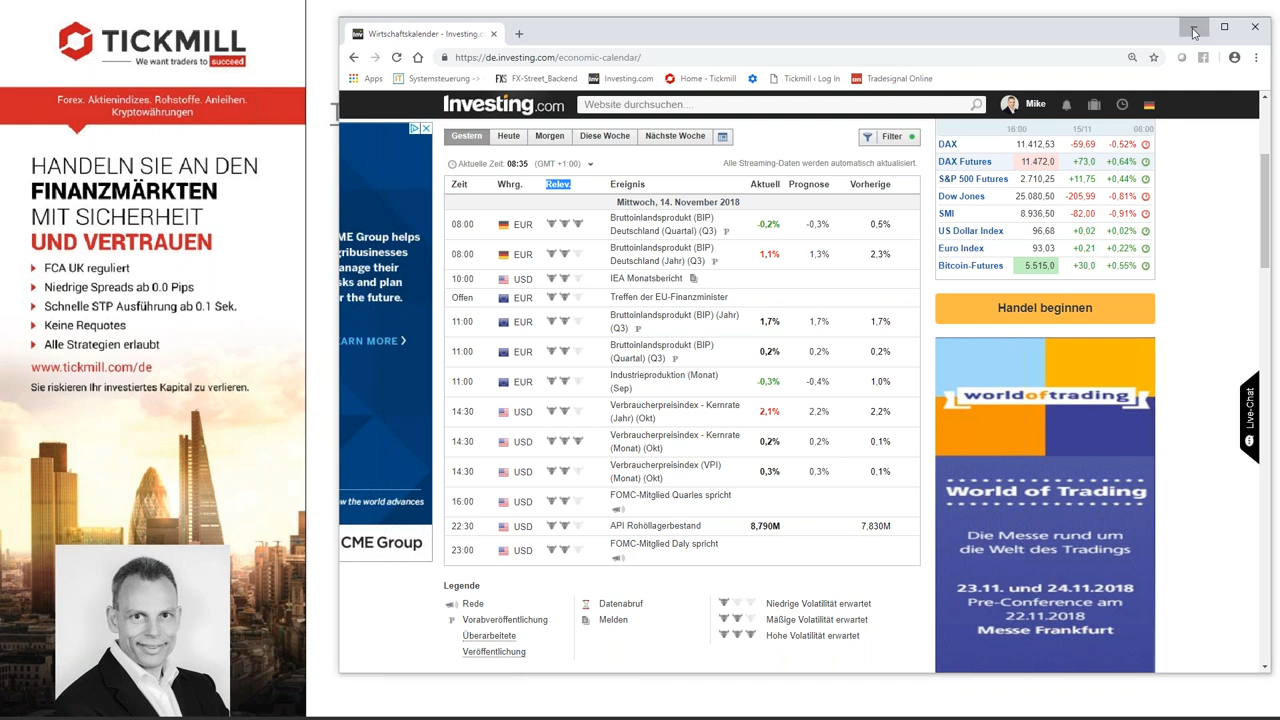 TICKMILL
We want traders to succeed
Forex. Aktienindizes. Rohstoffe. Anleihen.
Kryptowährungen
HANDELN SIE AN DEN
FINANZMÄRKTEN
MIT SICHERHEIT
UND VERTRAUEN
FCA UK reguliert
Niedrige Spreads ab 0.0 Pips
Schnelle STP Ausführung ab 0.1 Sek.
Keine Requotes
Alle Strategien erlaubt
www.tickmill.com/de
Sie riskieren Ihr investiertes Kapital zu verlieren.
Wirtschaftskalender - Investing.c
https://de.investing.com/economic-calendar/
Apps Systemsteuerung -> FX-Street_Backend Investing.com Home - Tickmill Tickmill ‹ Log In Tradesignal Online
Investing.com Website durchsuchen.... Mike
Gestern Heute Morgen Diese Woche Nächste Woche Filter
Aktuelle Zeit: 08:35 (GMT +1:00) Alle Streaming-Daten werden automatisch aktualisiert.
Zeit Whrg. Relev. Ereignis Aktuell Prognose Vorherige
Mittwoch, 14. November 2018
08:00 EUR Bruttoinlandsprodukt (BIP) Deutschland (Quartal) (Q3) P -0,2% -0,3% 0,5%
08:00 EUR Bruttoinlandsprodukt (BIP) Deutschland (Jahr) (Q3) P 1,1% 1,3% 2,3%
10:00 USD IEA Monatsbericht
Offen EUR Treffen der EU-Finanzminister
11:00 EUR Bruttoinlandsprodukt (BIP) (Jahr) (Q3) P 1,7% 1,7% 1,7%
11:00 EUR Bruttoinlandsprodukt (BIP) (Quartal) (Q3) P 0,2% 0,2% 0,2%
11:00 EUR Industrieproduktion (Monat) (Sep) -0,3% -0,4% 1,0%
14:30 USD Verbraucherpreisindex - Kernrate (Jahr) (Okt) 2,1% 2,2% 2,2%
14:30 USD Verbraucherpreisindex - Kernrate (Monat) (Okt) 0,2% 0,2% 0,1%
14:30 USD Verbraucherpreisindex (VPI) (Monat) (Okt) 0,3% 0,3% 0,1%
16:00 USD FOMC-Mitglied Quarles spricht
22:30 USD API Rohöllagerbestand 8,790M 7,830M
23:00 USD FOMC-Mitglied Daly spricht
Legende
Rede Datenabruf Niedrige Volatilität erwartet
P Vorabveröffentlichung Melden Mäßige Volatilität erwartet
Überarbeitete Hohe Volatilität erwartet
Veröffentlichung
ME Group helps
gribusinesses
anage their
sks and plan
r the future.
EARN MORE
ow the world advances
CME Group
16:00 15/11 08:00
DAX 11.412,53 -59,69 -0,52%
DAX Futures 11.472,0 +73,0 +0,64%
S&P 500 Futures 2.710,25 +11,75 +0,44%
Dow Jones 25.080,50 -205,99 -0,81%
SMI 8.936,50 -82,00 -0,91%
US Dollar Index 96,68 +0,02 +0,02%
Euro Index 93,03 +0,21 +0,22%
Bitcoin-Futures 5.515,0 +30,0 +0,55%
Handel beginnen
worldoftrading
World of Trading
Die Messe rund um
die Welt des Tradings
23.11. und 24.11.2018
Pre-Conference am
22.11.2018
Messe Frankfurt
Live-Chat